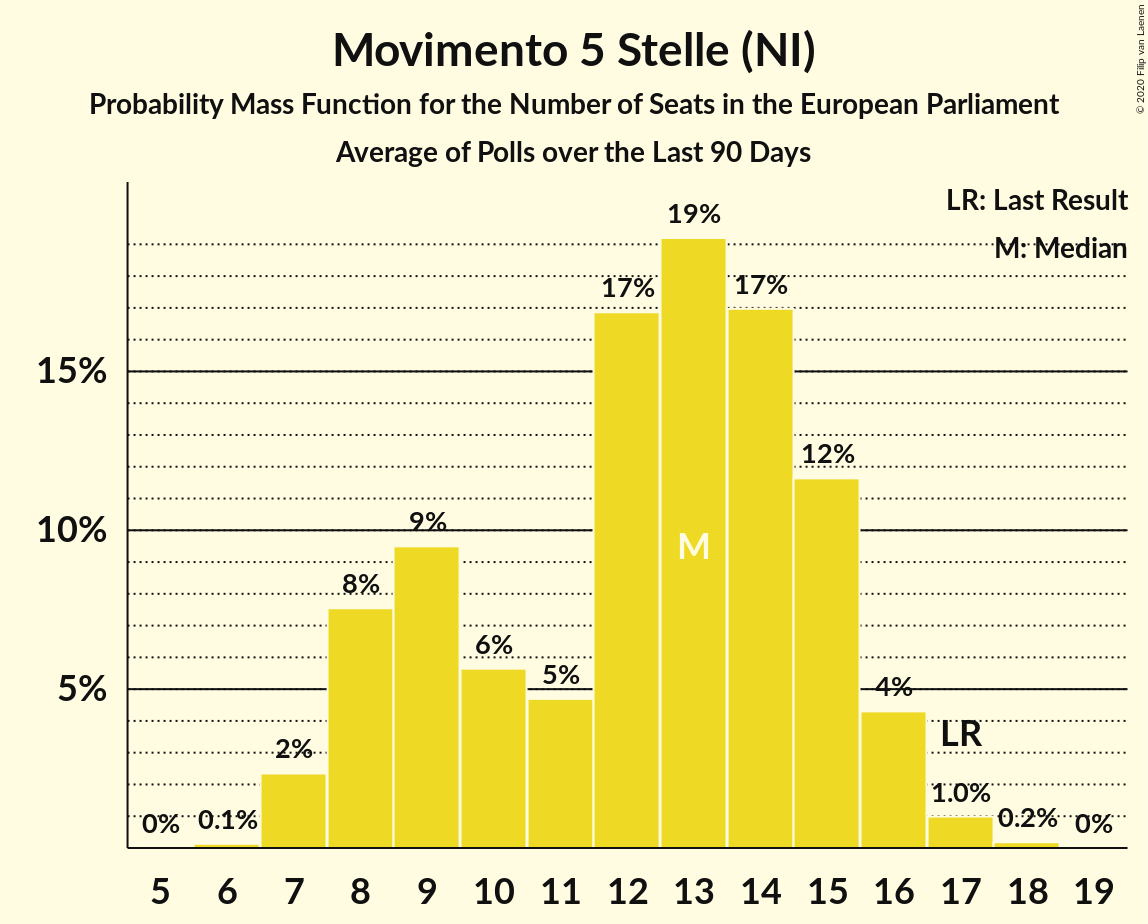 Movimento 5 Stelle (NI)
Probability Mass Function for the Number of Seats in the European Parliament
Average of Polls over the Last 90 Days
© 2020 Filip van Laenen
LR: Last Result
M: Median
15%
10%
5%
0%
0.1%
2%
8%
9%
6%
5%
17%
19%
17%
12%
4%
1.0%
0.2%
0%
M
LR
5 6 7 8 9 10 11 12 13 14 15 16 17 18 19